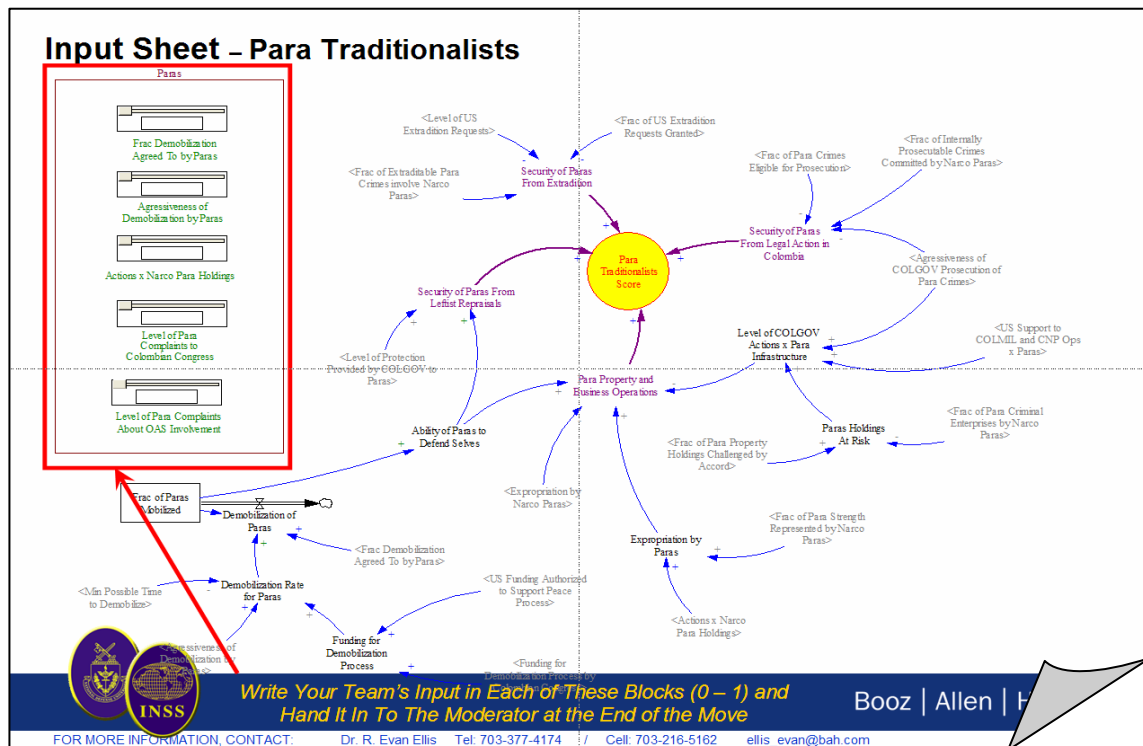 Input Sheet – Para Traditionalists
Paras
Frac Demobilization
Agreed To by Paras
Agressiveness of
Demobilization by Paras
Actions x Narco Para Holdings
Level of Para
Complaints to
Colombian Congress
Level of Para Complaints
About OAS Involvement
<Level of US
Extradition Requests>
<Frac of US Extradition
Requests Granted>
<Frac of Extraditable Para
Crimes involve Narco
Paras>
Security of Paras
From Extradition
<Frac of Para Crimes
Eligible for Prosecution>
<Frac of Internally
Prosecutable Crimes
Committed by Narco Paras>
Para
Traditionalists
Score
Security of Paras
From Legal Action in
Colombia
<Agressiveness of
COLGOV Prosecution of
Para Crimes>
Security of Paras From
Leftist Reprisals
<Level of Protection
Provided by COLGOV to
Paras>
Level of COLGOV
Actions x Para
Infrastructure
<US Support to
COLMIL and CNP Ops
x Paras>
Para Property and
Business Operations
Ability of Paras to
Defend Selves
Paras Holdings
At Risk
<Frac of Para Criminal
Enterprises by Narco
Paras>
<Frac of Para Property
Holdings Challenged by
Accord>
<Expropriation by
Narco Paras>
Frac of Paras
Mobilized
Demobilization of
Paras
<Frac Demobilization
Agreed To by Paras>
Expropriation by
Paras
<Frac of Para Strength
Represented by Narco
Paras>
<Min Possible Time
to Demobilize>
Demobilization Rate
for Paras
<US Funding Authorized
to Support Peace
Process>
<Actions x Narco
Para Holdings>
<Agressiveness of
Demobilization by
Paras>
Funding for
Demobilization
Process
<Funding for
Demobilization Process by
INSS
Write Your Team's Input in Each of These Blocks (0 – 1) and
Hand It In To The Moderator at the End of the Move
Booz | Allen | H
FOR MORE INFORMATION, CONTACT: Dr. R. Evan Ellis Tel: 703-377-4174 / Cell: 703-216-5162 ellis_evan@bah.com